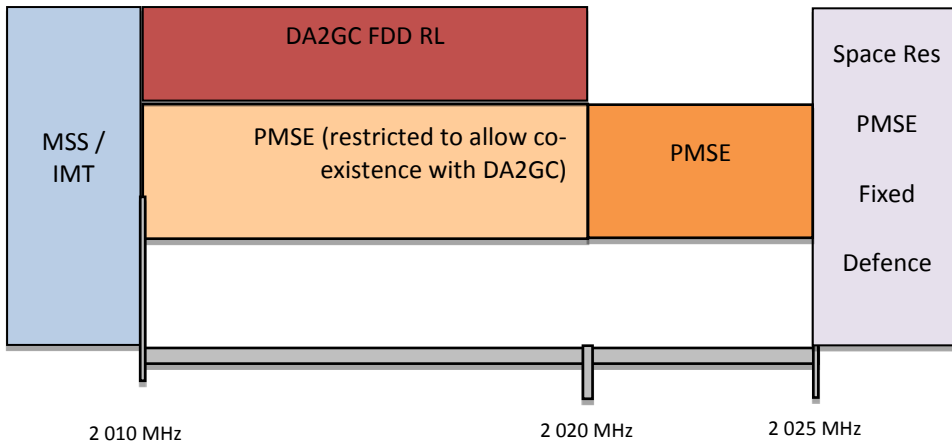 DA2GC FDD RL
MSS /
IMT
PMSE (restricted to allow co-
existence with DA2GC)
PMSE
Space Res
PMSE
Fixed
Defence
2 010 MHz
2 020 MHz
2 025 MHz